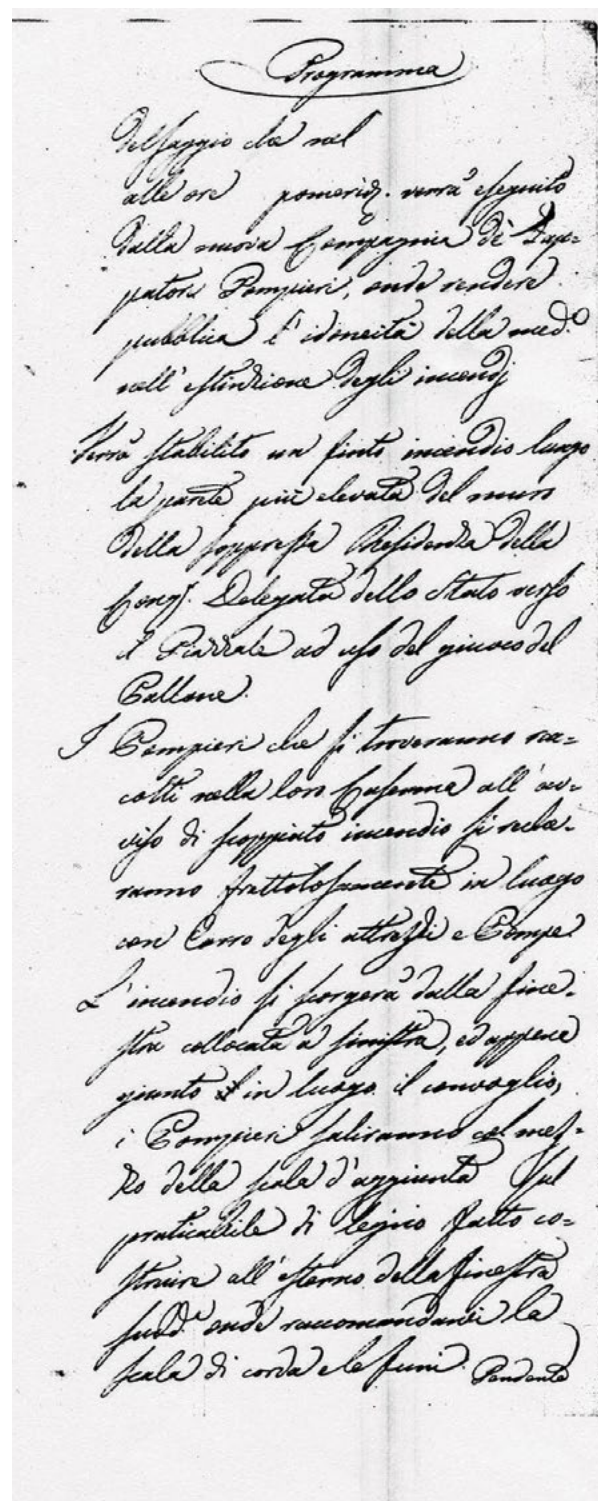 Programma
del saggio che nel
alle ore pomerid. verrà eseguito
dalla nuova Compagnia de' Zap-
patori Pompieri, onde rendere
pubblica l'idoneità della med.a
nell'estinzione degli incendj
Verrà stabilito un finto incendio lungo
la parete più elevata del muro
della soppressa Residenza della
Cong. Delegata dello Stato verso
il Piazzale ad uso del giuoco del
Pallone.
I Pompieri che si troveranno rac=
colti nella loro Caserma all'av=
viso di scoppiato incendio si reche-
ranno frettolosamente in luogo
con Carro degli attrezzi e Pompe.
L'incendio si scorgerà dalla fine-
stra collocata a sinistra, ed appena
giunto in luogo il convoglio,
i Pompieri saliranno col mez-
zo della scala d'aggiunta sul
praticabile di legno fatto co=
struire all'esterno della finestra
sudd.a onde raccomandarvi la
scala di corda e le funi. Pendente